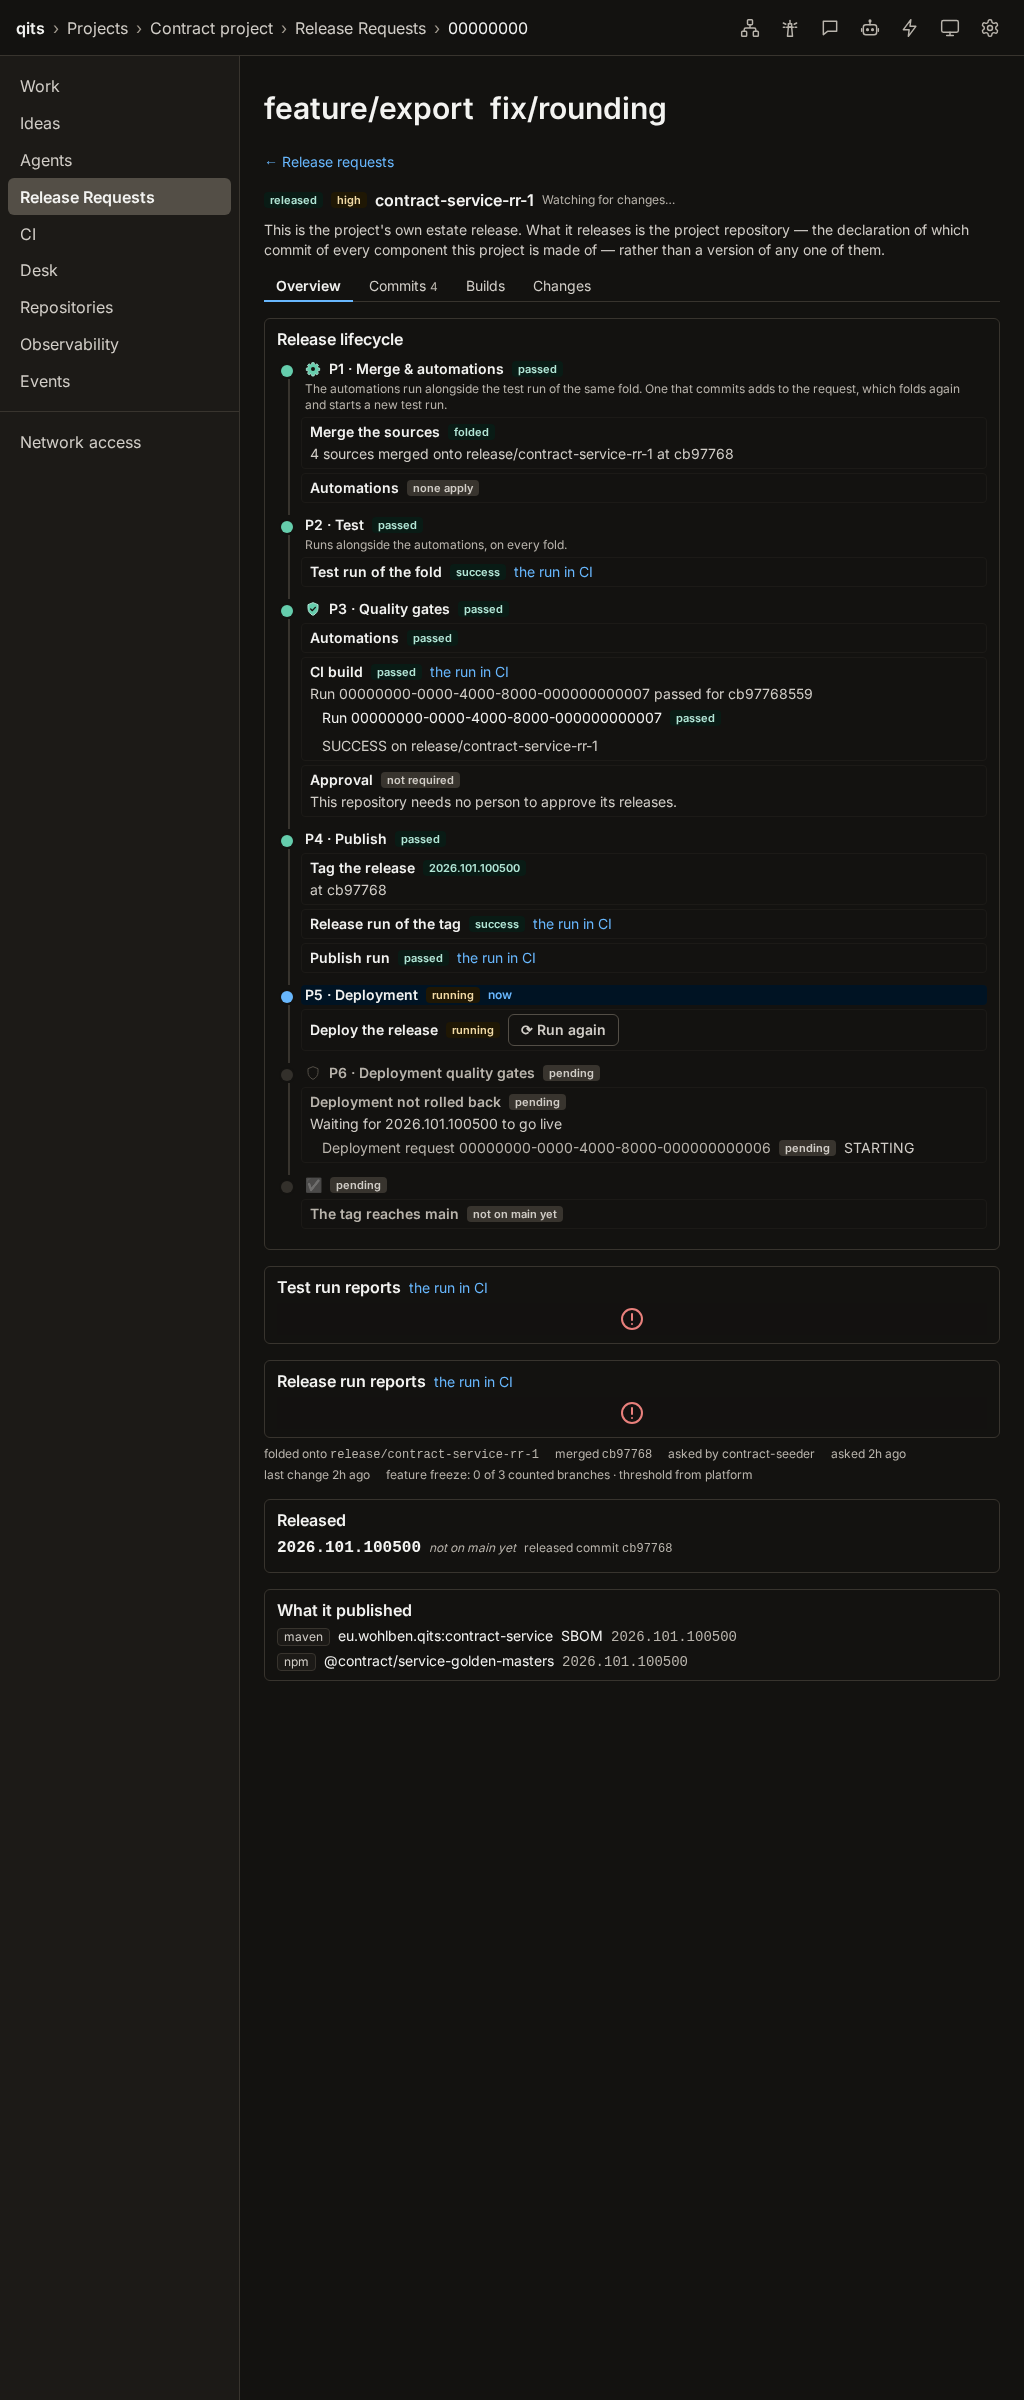 qits › Projects › Contract project › Release Requests › 00000000
Work
Ideas
Agents
Release Requests
CI
Desk
Repositories
Observability
Events
Network access
feature/export fix/rounding
← Release requests
released high contract-service-rr-1 Watching for changes...
This is the project's own estate release. What it releases is the project repository — the declaration of which
commit of every component this project is made of — rather than a version of any one of them.
Overview Commits 4 Builds Changes
Release lifecycle
P1 · Merge & automations passed
The automations run alongside the test run of the same fold. One that commits adds to the request, which folds again
and starts a new test run.
Merge the sources folded
4 sources merged onto release/contract-service-rr-1 at cb97768
Automations none apply
P2 · Test passed
Runs alongside the automations, on every fold.
Test run of the fold success the run in CI
P3 · Quality gates passed
Automations passed
CI build passed the run in CI
Run 00000000-0000-4000-8000-000000000007 passed for cb97768559
Run 00000000-0000-4000-8000-000000000007 passed
SUCCESS on release/contract-service-rr-1
Approval not required
This repository needs no person to approve its releases.
P4 · Publish passed
Tag the release 2026.101.100500
at cb97768
Release run of the tag success the run in CI
Publish run passed the run in CI
P5 · Deployment running now
Deploy the release running ⟳ Run again
P6 · Deployment quality gates pending
Deployment not rolled back pending
Waiting for 2026.101.100500 to go live
Deployment request 00000000-0000-4000-8000-000000000006 pending STARTING
pending
The tag reaches main not on main yet
Test run reports the run in CI
Release run reports the run in CI
folded onto release/contract-service-rr-1 merged cb97768 asked by contract-seeder asked 2h ago
last change 2h ago feature freeze: 0 of 3 counted branches · threshold from platform
Released
2026.101.100500 not on main yet released commit cb97768
What it published
maven eu.wohlben.qits:contract-service SBOM 2026.101.100500
npm @contract/service-golden-masters 2026.101.100500